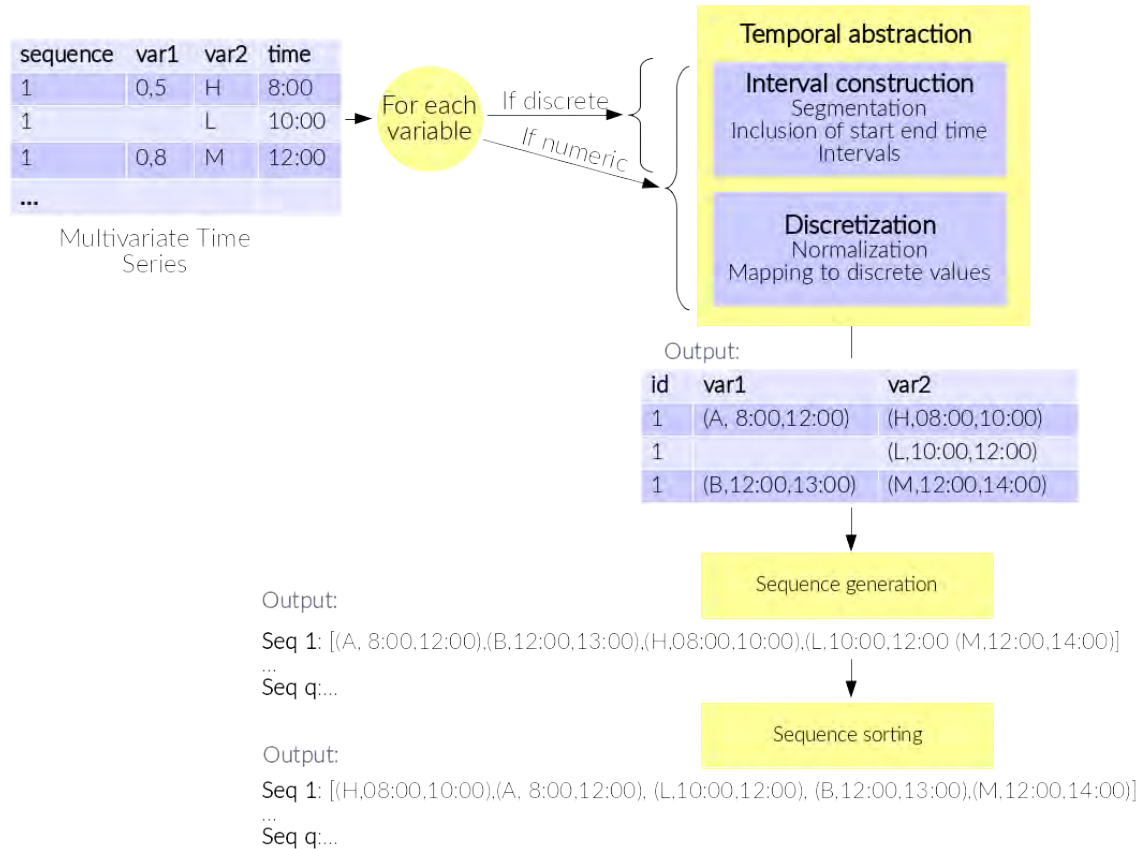 sequence var1 var2 time
1 0,5 H 8:00
1 L 10:00
1 0,8 M 12:00
...
Multivariate Time
Series
For each
variable
If discrete
If numeric
Temporal abstraction
Interval construction
Segmentation
Inclusion of start end time
Intervals
Discretization
Normalization
Mapping to discrete values
Output:
id var1 var2
1 (A, 8:00,12:00) (H,08:00,10:00)
1 (L,10:00,12:00)
1 (B,12:00,13:00) (M,12:00,14:00)
Sequence generation
Output:
Seq 1: [(A, 8:00,12:00),(B,12:00,13:00),(H,08:00,10:00),(L,10:00,12:00 (M,12:00,14:00)]
...
Seq q:...
Sequence sorting
Output:
Seq 1: [(H,08:00,10:00),(A, 8:00,12:00), (L,10:00,12:00), (B,12:00,13:00),(M,12:00,14:00)]
...
Seq q:...